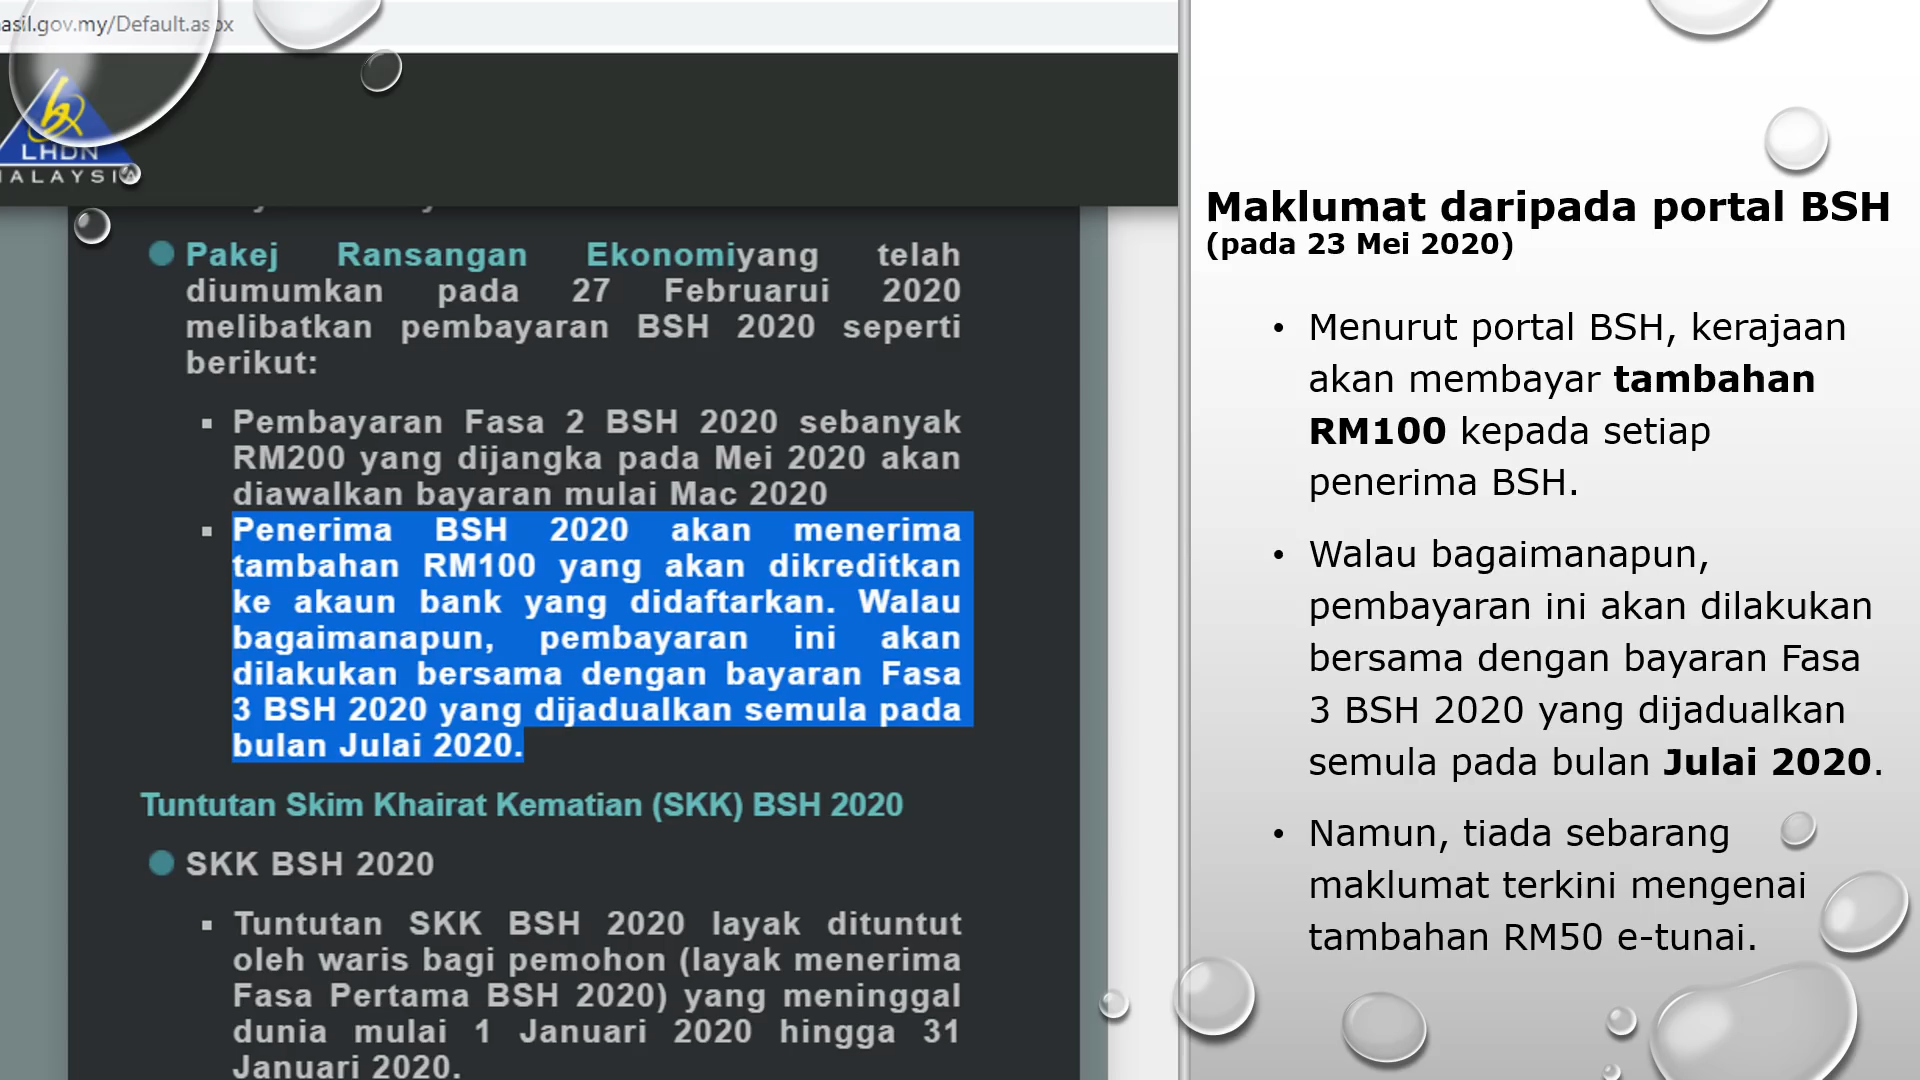 asil.gov.my/Default.aspx
LHDN
MALAYSIA
Pakej Ransangan Ekonomiyang telah
diumumkan pada 27 Februarui 2020
melibatkan pembayaran BSH 2020 seperti
berikut:
Pembayaran Fasa 2 BSH 2020 sebanyak
RM200 yang dijangka pada Mei 2020 akan
diawalkan bayaran mulai Mac 2020
Penerima BSH 2020 akan menerima
tambahan RM100 yang akan dikreditkan
ke akaun bank yang didaftarkan. Walau
bagaimanapun, pembayaran ini akan
dilakukan bersama dengan bayaran Fasa
3 BSH 2020 yang dijadualkan semula pada
bulan Julai 2020.
Tuntutan Skim Khairat Kematian (SKK) BSH 2020
SKK BSH 2020
Tuntutan SKK BSH 2020 layak dituntut
oleh waris bagi pemohon (layak menerima
Fasa Pertama BSH 2020) yang meninggal
dunia mulai 1 Januari 2020 hingga 31
Januari 2020.
Maklumat daripada portal BSH
(pada 23 Mei 2020)
• Menurut portal BSH, kerajaan
akan membayar tambahan
RM100 kepada setiap
penerima BSH.
• Walau bagaimanapun,
pembayaran ini akan dilakukan
bersama dengan bayaran Fasa
3 BSH 2020 yang dijadualkan
semula pada bulan Julai 2020.
• Namun, tiada sebarang
maklumat terkini mengenai
tambahan RM50 e-tunai.